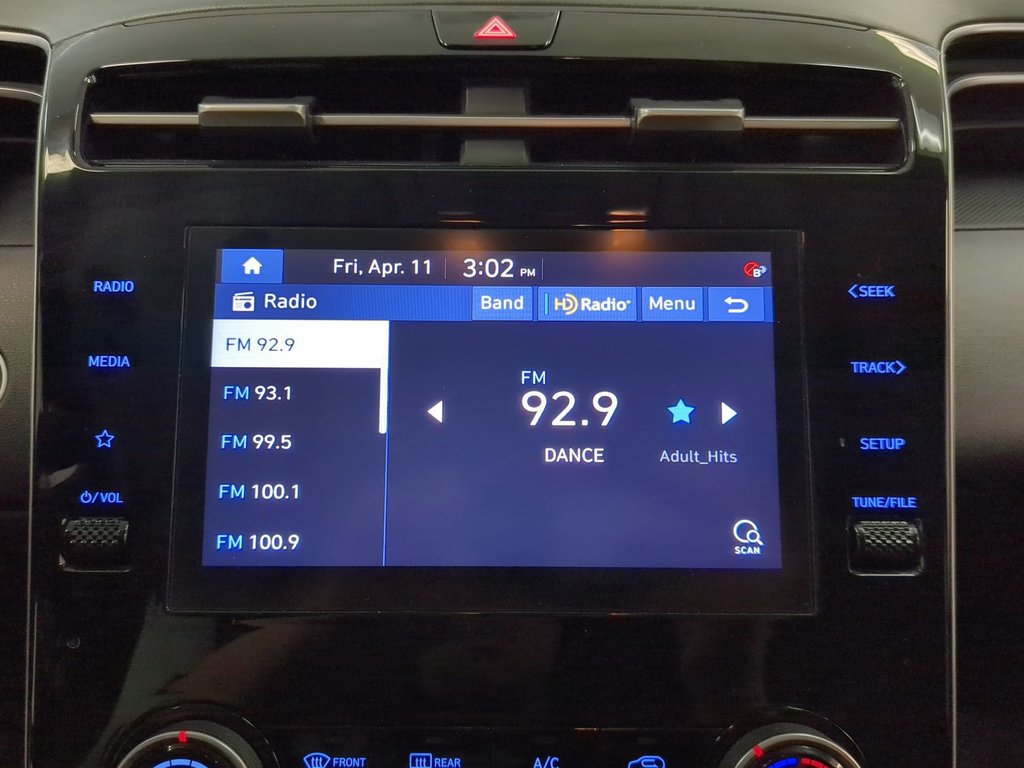 Fri, Apr. 11 3:02 PM B
Radio Band HD Radio Menu
RADIO
MEDIA
⏻/VOL
FM 92.9
FM 93.1
FM 99.5
FM 100.1
FM 100.9
FM
92.9
DANCE Adult_Hits
SCAN
<SEEK
TRACK>
SETUP
TUNE/FILE
FRONT REAR A/C